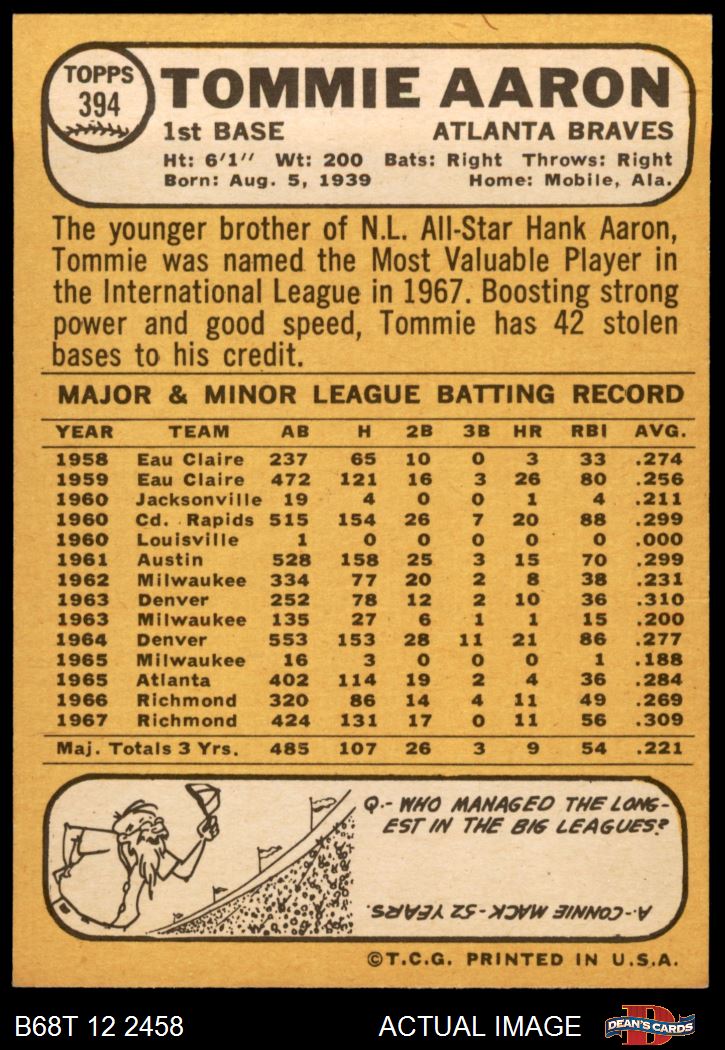 TOPPS
394
TOMMIE AARON
1st BASE ATLANTA BRAVES
Ht: 6'1" Wt: 200 Bats: Right Throws: Right
Born: Aug. 5, 1939 Home: Mobile, Ala.
The younger brother of N.L. All-Star Hank Aaron,
Tommie was named the Most Valuable Player in
the International League in 1967. Boosting strong
power and good speed, Tommie has 42 stolen
bases to his credit.
MAJOR & MINOR LEAGUE BATTING RECORD
YEAR TEAM AB H 2B 3B HR RBI AVG.
1958 Eau Claire 237 65 10 0 3 33 .274
1959 Eau Claire 472 121 16 3 26 80 .256
1960 Jacksonville 19 4 0 0 1 4 .211
1960 Cd. Rapids 515 154 26 7 20 88 .299
1960 Louisville 1 0 0 0 0 0 .000
1961 Austin 528 158 25 3 15 70 .299
1962 Milwaukee 334 77 20 2 8 38 .231
1963 Denver 252 78 12 2 10 36 .310
1963 Milwaukee 135 27 6 1 1 15 .200
1964 Denver 553 153 28 11 21 86 .277
1965 Milwaukee 16 3 0 0 0 1 .188
1965 Atlanta 402 114 19 2 4 36 .284
1966 Richmond 320 86 14 4 11 49 .269
1967 Richmond 424 131 17 0 11 56 .309
Maj. Totals 3 Yrs. 485 107 26 3 9 54 .221
Q.- WHO MANAGED THE LONG-
EST IN THE BIG LEAGUES?
A-CONNIE MACK-52 YEARS.
©T.C.G. PRINTED IN U.S.A.
B68T 12 2458 ACTUAL IMAGE
D
DEAN'S CARDS